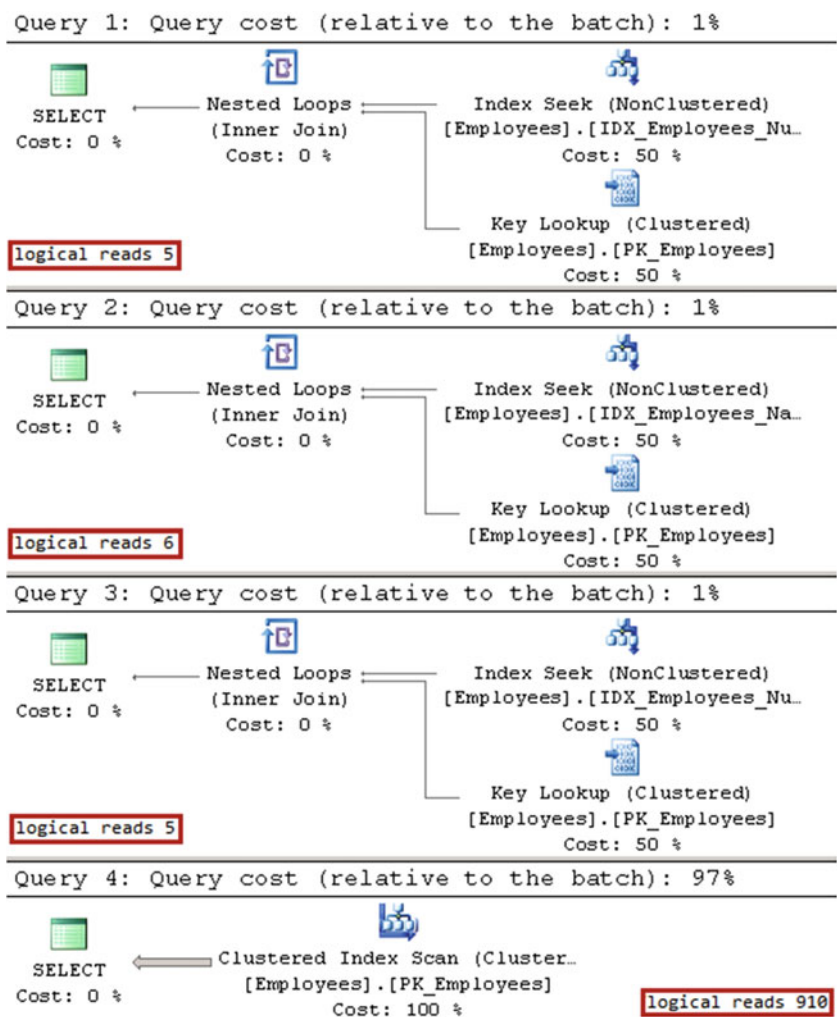 Query 1: Query cost (relative to the batch): 1%
SELECT
Cost: 0 %
Nested Loops
(Inner Join)
Cost: 0 %
Index Seek (NonClustered)
[Employees].[IDX_Employees_Nu…
Cost: 50 %
Key Lookup (Clustered)
[Employees].[PK_Employees]
Cost: 50 %
logical reads 5
Query 2: Query cost (relative to the batch): 1%
SELECT
Cost: 0 %
Nested Loops
(Inner Join)
Cost: 0 %
Index Seek (NonClustered)
[Employees].[IDX_Employees_Na…
Cost: 50 %
Key Lookup (Clustered)
[Employees].[PK_Employees]
Cost: 50 %
logical reads 6
Query 3: Query cost (relative to the batch): 1%
SELECT
Cost: 0 %
Nested Loops
(Inner Join)
Cost: 0 %
Index Seek (NonClustered)
[Employees].[IDX_Employees_Nu…
Cost: 50 %
Key Lookup (Clustered)
[Employees].[PK_Employees]
Cost: 50 %
logical reads 5
Query 4: Query cost (relative to the batch): 97%
SELECT
Cost: 0 %
Clustered Index Scan (Cluster…
[Employees].[PK_Employees]
Cost: 100 %
logical reads 910